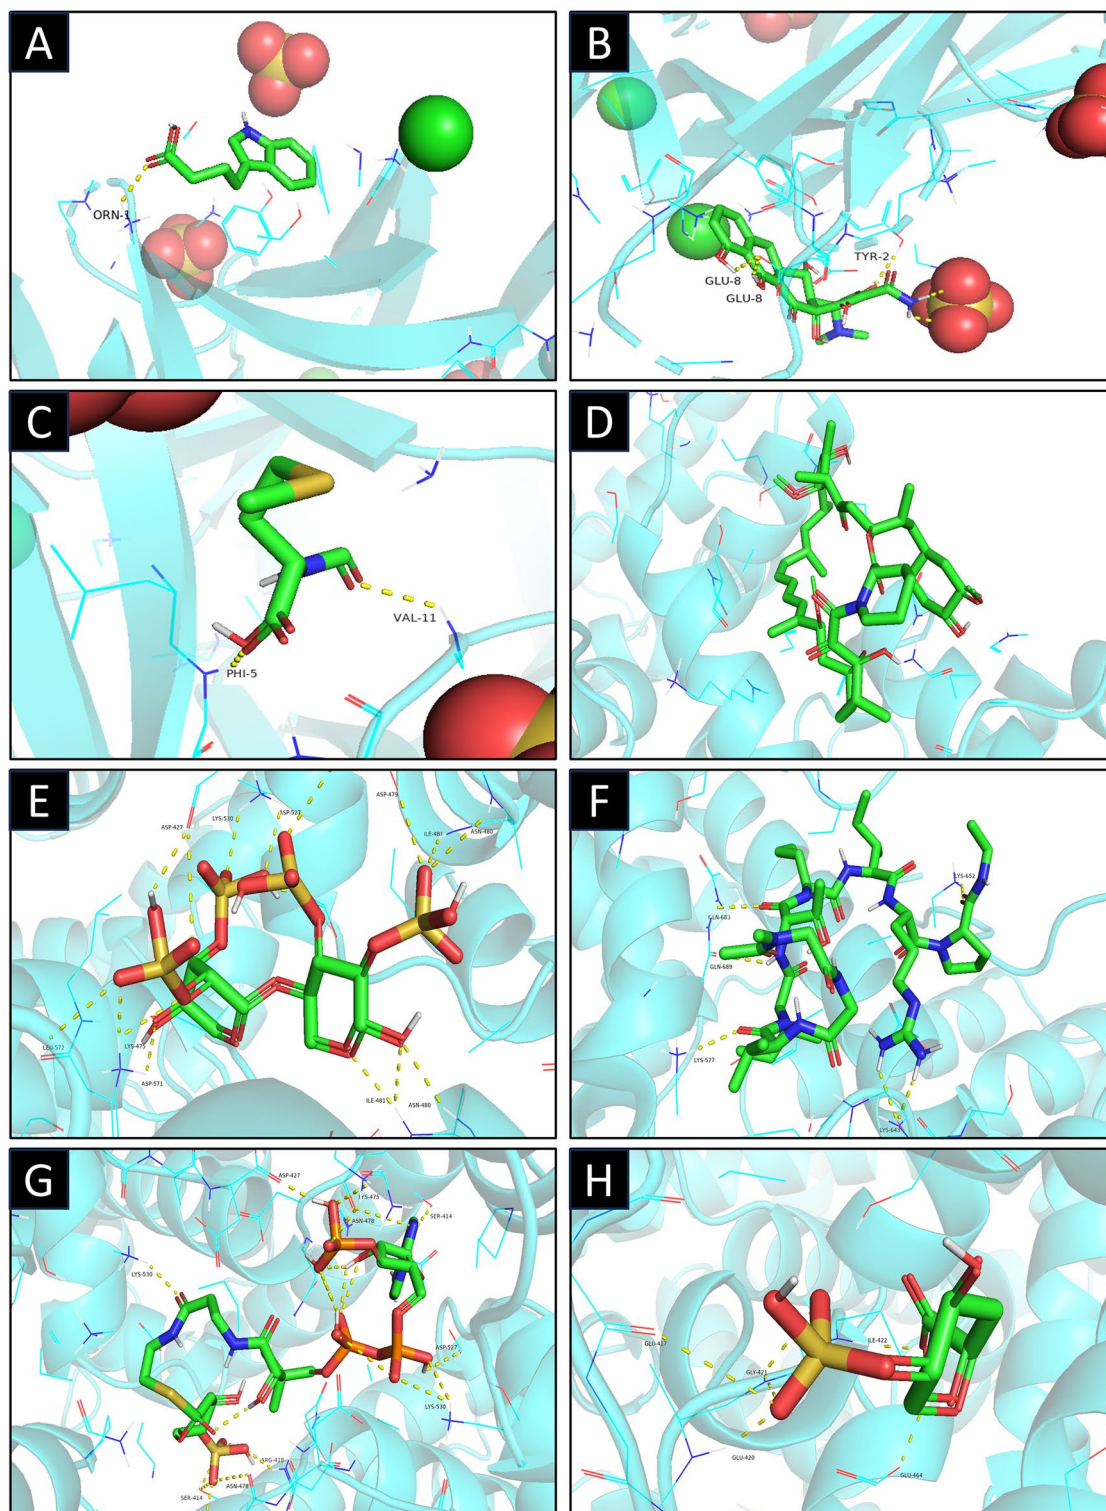 A
ORN-1
B
TYR-2
GLU-8
GLU-8
C
VAL-11
PHI-5
D
E
ASP-479
LYS-530
ASP-527
ASP-427
ILE-481
ASN-480
LEU-572
LYS-475
ASP-571
ILE-481
ASN-480
F
LYS-652
GLN-683
GLN-689
LYS-577
LYS-643
G
ASP-427
LYS-475
ASN-478
SER-414
LYS-530
ASP-527
LYS-530
ARG-418
ASN-478
SER-414
H
GLU-417
ILE-422
GLY-421
GLU-420
GLU-464